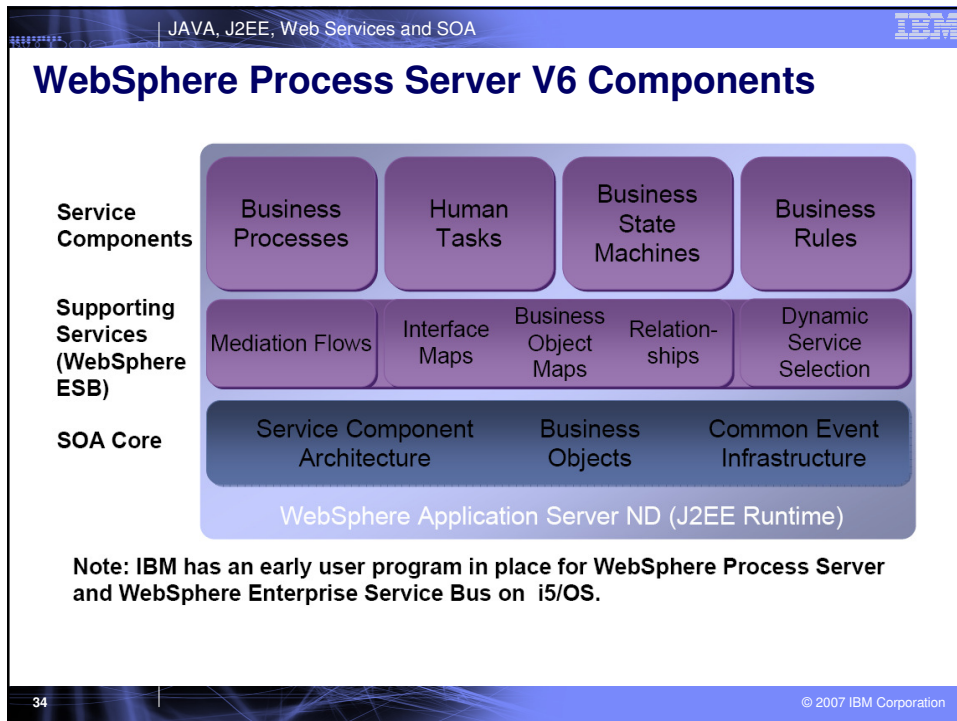 JAVA, J2EE, Web Services and SOA
IBM
WebSphere Process Server V6 Components
Service
Components
Business
Processes
Human
Tasks
Business
State
Machines
Business
Rules
Supporting
Services
(WebSphere
ESB)
Mediation Flows
Interface
Maps
Business
Object
Maps
Relation-
ships
Dynamic
Service
Selection
SOA Core
Service Component
Architecture
Business
Objects
Common Event
Infrastructure
WebSphere Application Server ND (J2EE Runtime)
Note: IBM has an early user program in place for WebSphere Process Server
and WebSphere Enterprise Service Bus on i5/OS.
34
© 2007 IBM Corporation